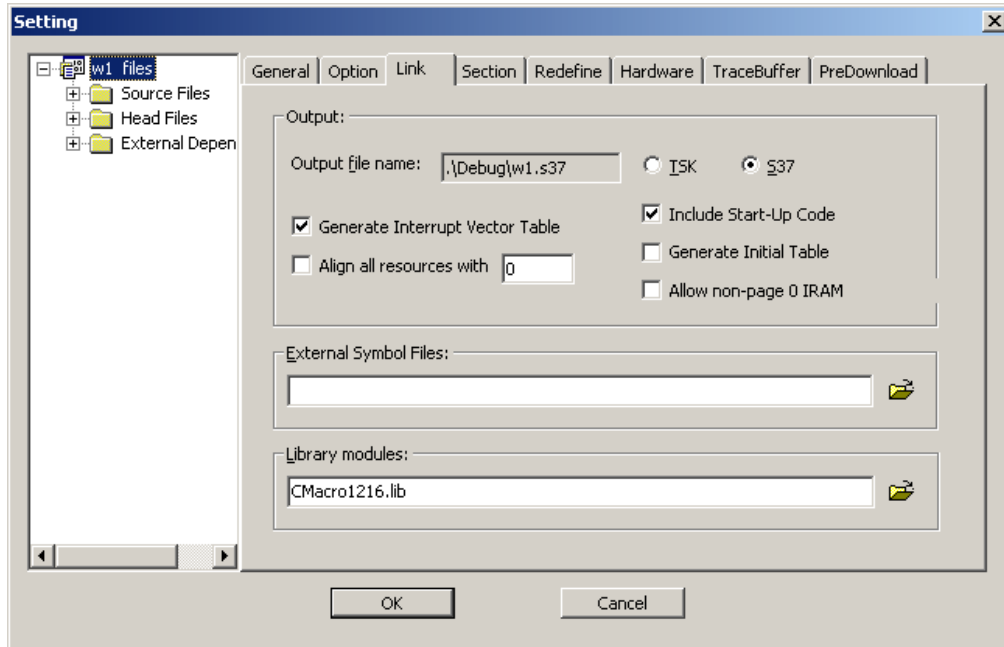 Setting
w1 files
Source Files
Head Files
External Depen
General Option Link Section Redefine Hardware TraceBuffer PreDownload
Output:
Output file name: .\Debug\w1.s37 TSK S37
Include Start-Up Code
Generate Interrupt Vector Table
Generate Initial Table
Align all resources with 0
Allow non-page 0 IRAM
External Symbol Files:
Library modules:
CMacro1216.lib
OK Cancel